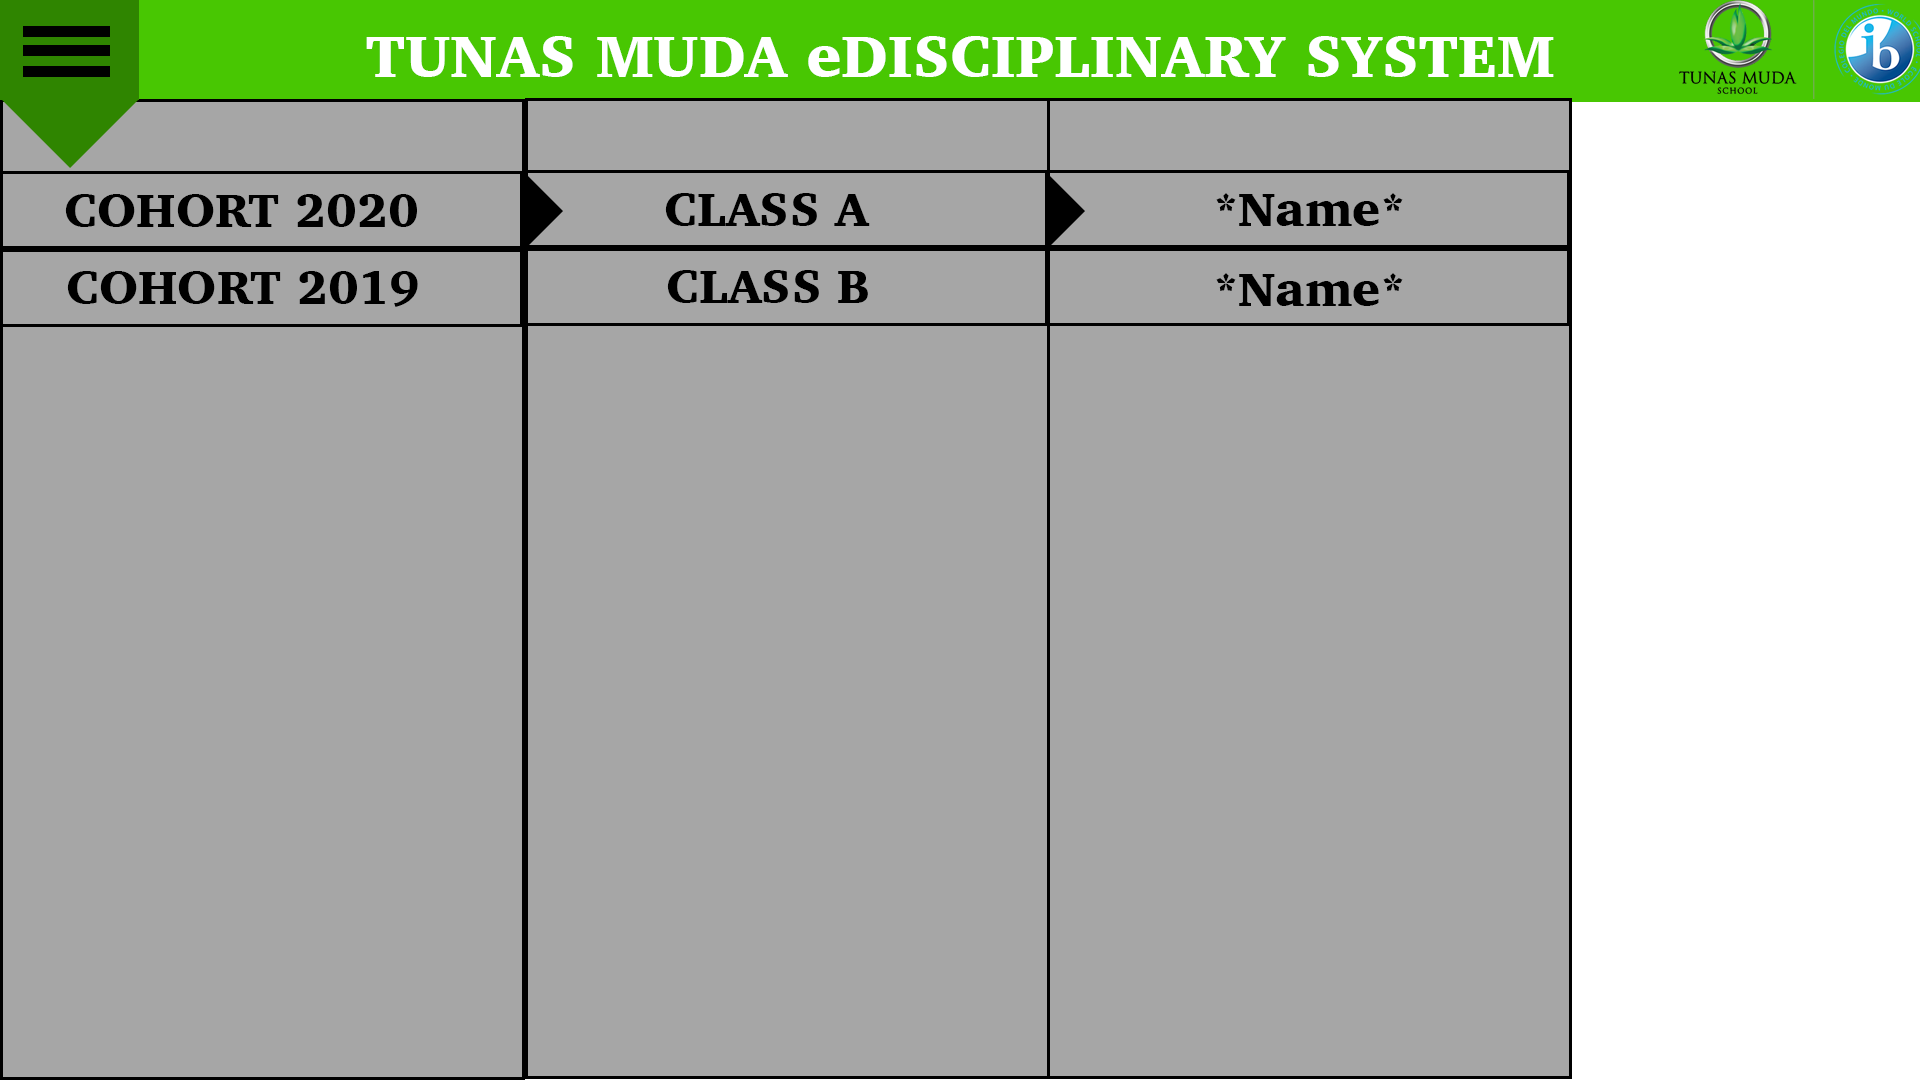 TUNAS MUDA eDISCIPLINARY SYSTEM
TUNAS MUDA
SCHOOL
ib
COHORT 2020
CLASS A
*Name*
COHORT 2019
CLASS B
*Name*